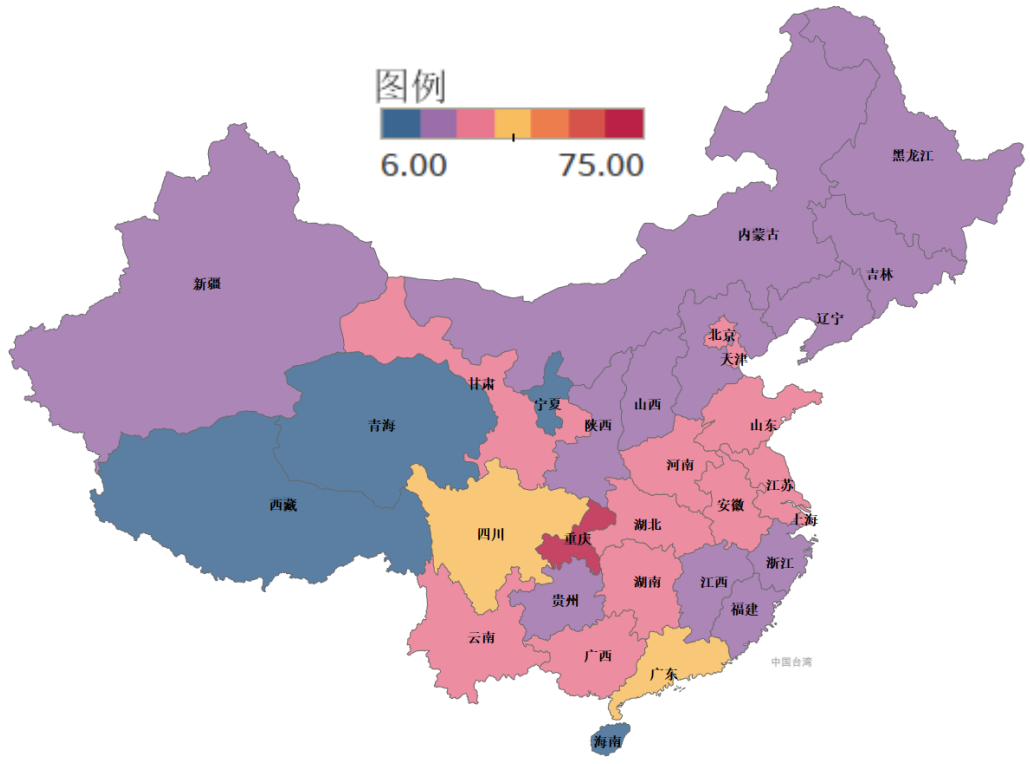 图例
6.00 75.00
黑龙江
内蒙古
吉林
新疆
辽宁
北京
天津
甘肃
宁夏
山西
青海
陕西
山东
河南
江苏
西藏
安徽
上海
湖北
四川
重庆
浙江
湖南
江西
贵州
福建
云南
广西
中国台湾
广东
海南